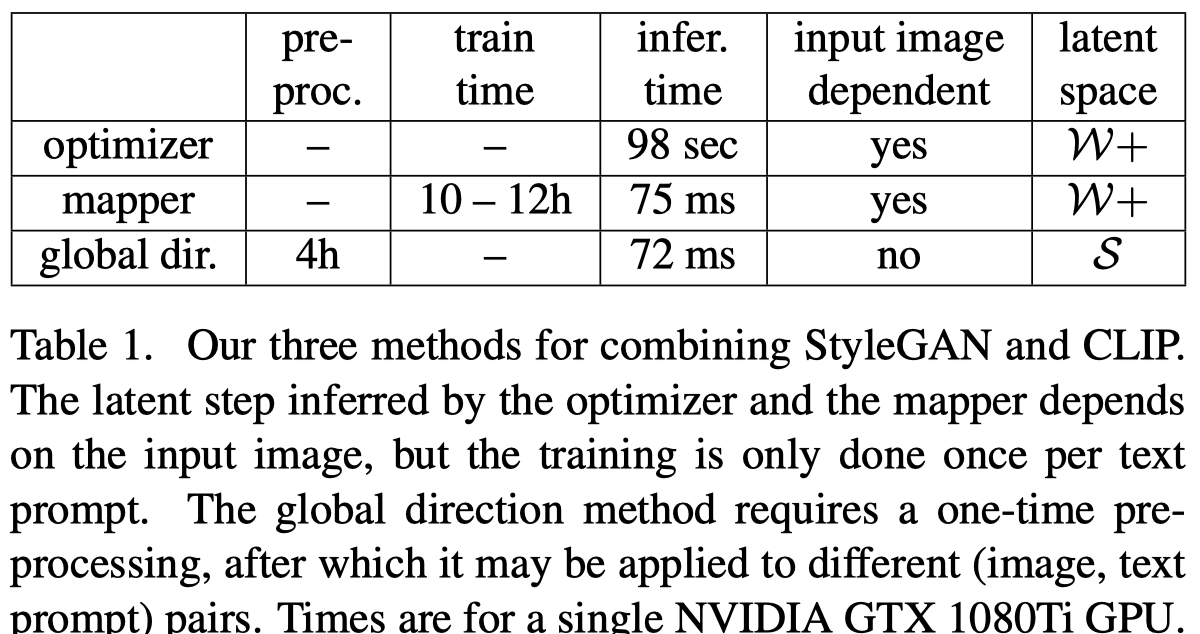 pre- train infer. input image latent
proc. time time dependent space
optimizer – – 98 sec yes W+
mapper – 10 – 12h 75 ms yes W+
global dir. 4h – 72 ms no S
Table 1. Our three methods for combining StyleGAN and CLIP.
The latent step inferred by the optimizer and the mapper depends
on the input image, but the training is only done once per text
prompt. The global direction method requires a one-time pre-
processing, after which it may be applied to different (image, text
prompt) pairs. Times are for a single NVIDIA GTX 1080Ti GPU.